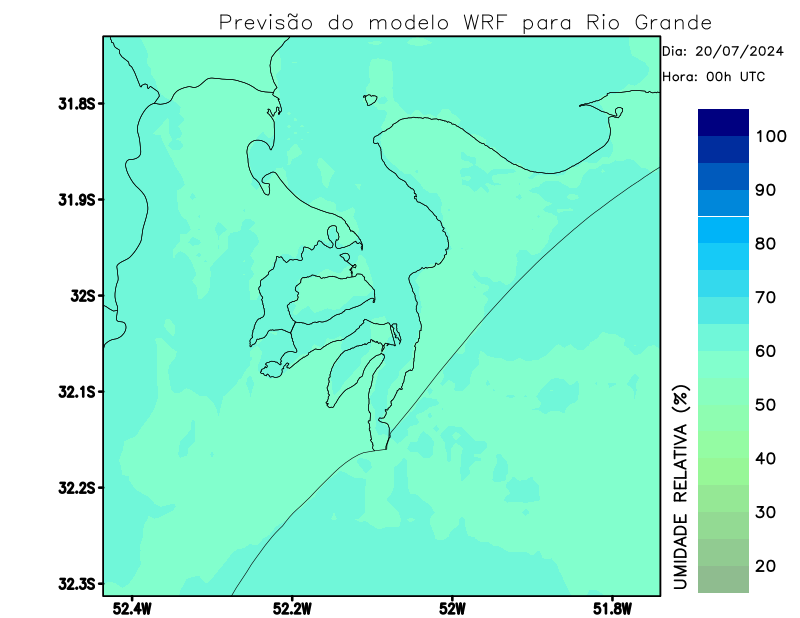 Previsão do modelo WRF para Rio Grande
Dia: 20/07/2024
Hora: 00h UTC
31.8S
31.9S
32S
32.1S
32.2S
32.3S
52.4W
52.2W
52W
51.8W
100
90
80
70
60
50
40
30
20
UMIDADE RELATIVA (%)